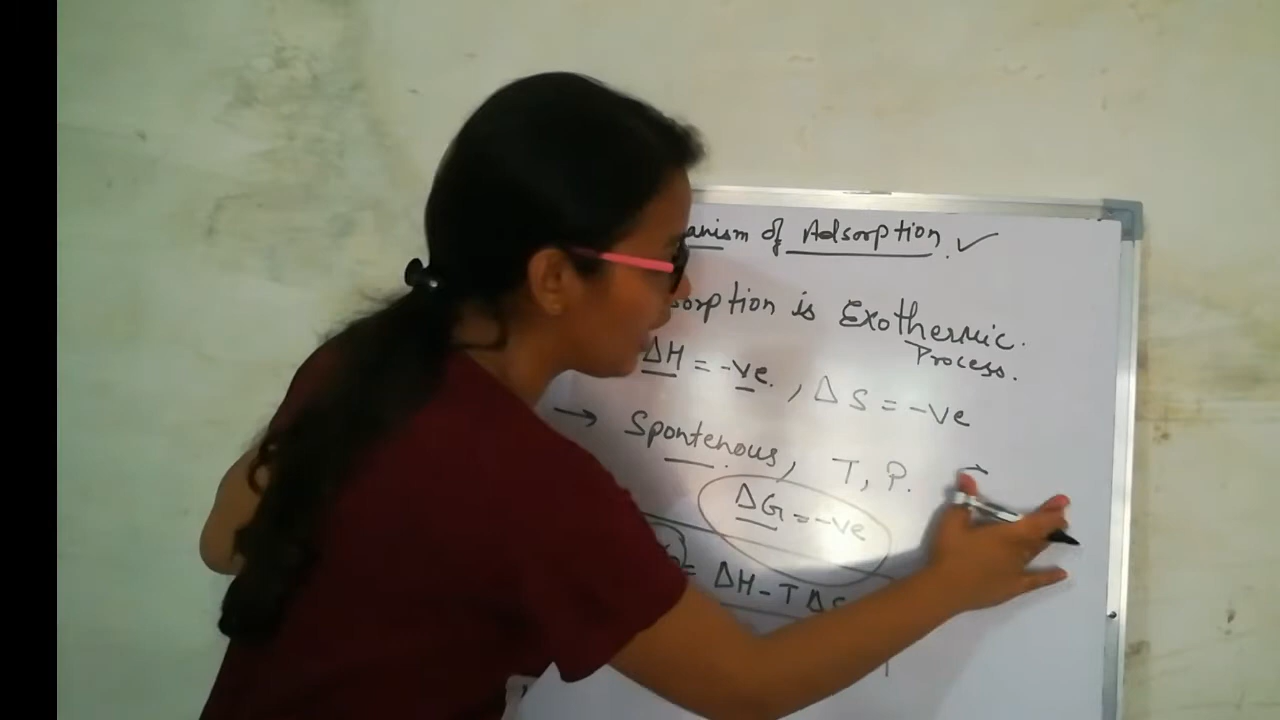 anism of Adsorption. ✓
sorption is Exothermic.
Process.
ΔH = -ve. , ΔS = -ve
→ Spontenous, T, P. →
ΔG = -ve
= ΔH - TΔS